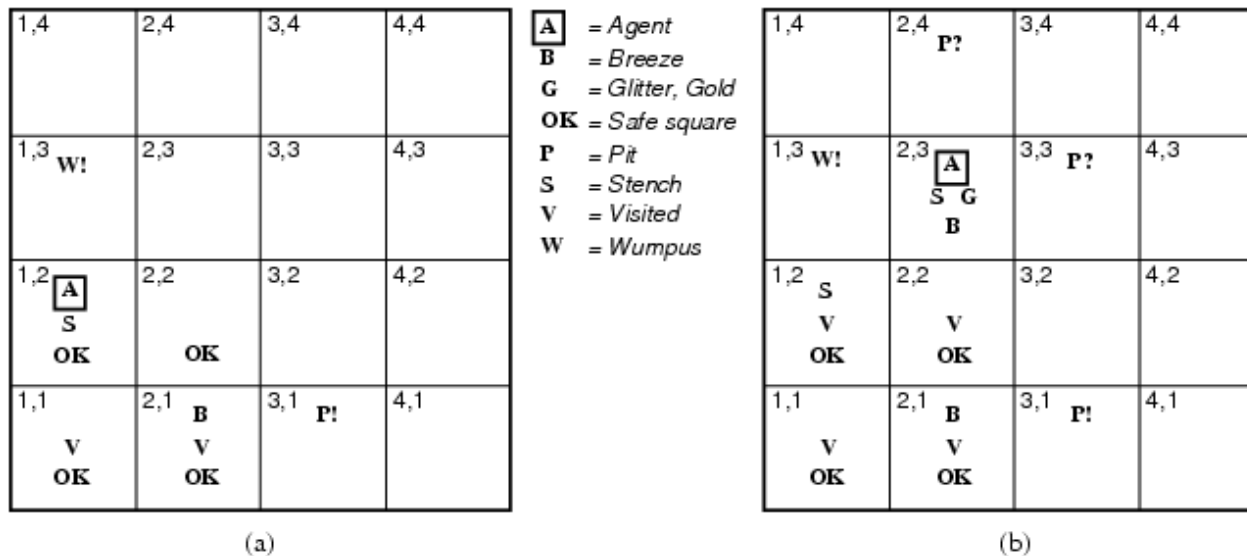 1,4 2,4 3,4 4,4
1,3 W! 2,3 3,3 4,3
1,2 A 2,2 3,2 4,2
S
OK OK
1,1 2,1 B 3,1 P! 4,1
V V
OK OK
(a)
A = Agent
B = Breeze
G = Glitter, Gold
OK = Safe square
P = Pit
S = Stench
V = Visited
W = Wumpus
1,4 2,4 P? 3,4 4,4
1,3 W! 2,3 A 3,3 P? 4,3
S G
B
1,2 S 2,2 3,2 4,2
V V
OK OK
1,1 2,1 B 3,1 P! 4,1
V V
OK OK
(b)